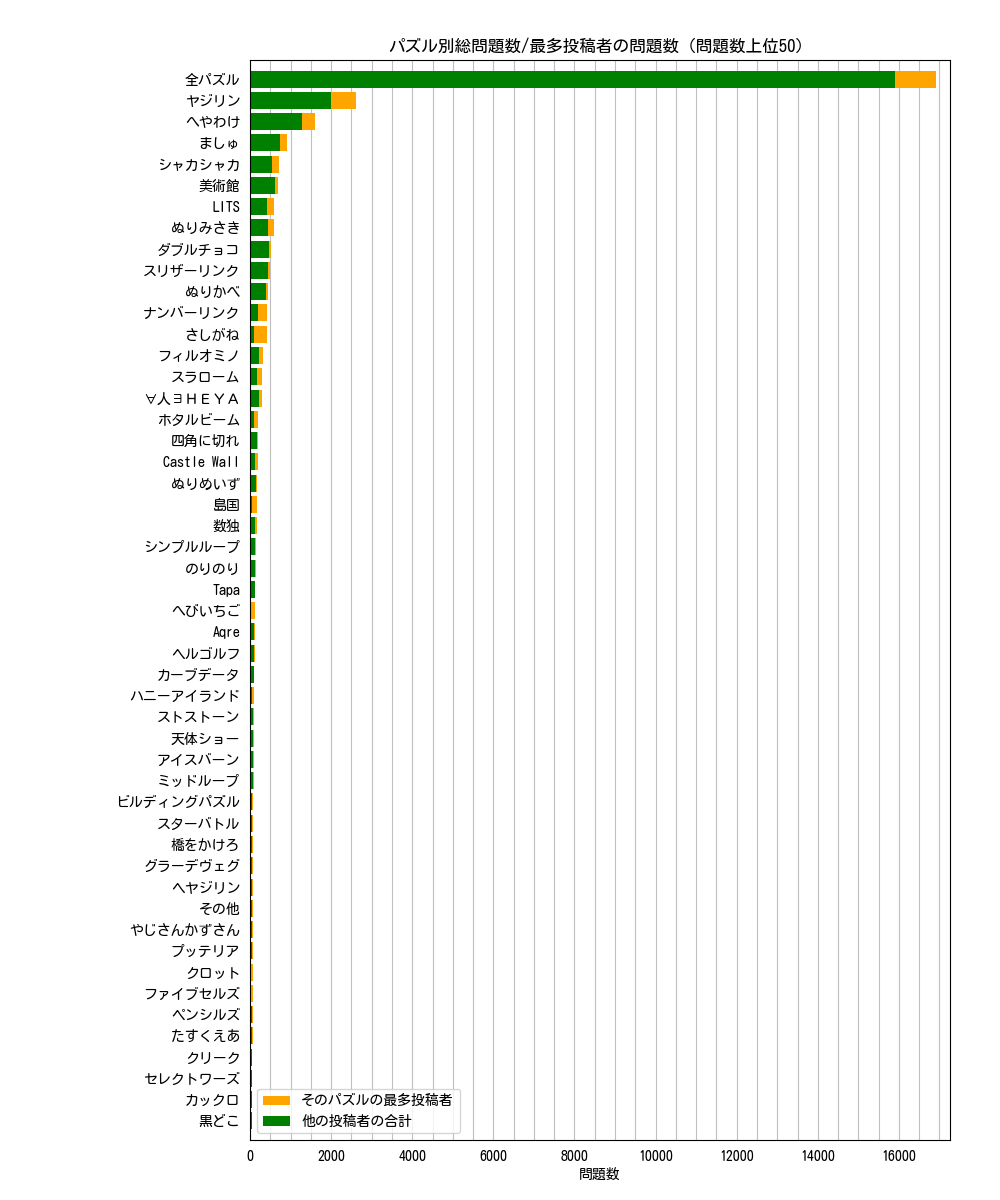 パズル別総問題数/最多投稿者の問題数 (問題数上位50)
全パズル
ヤジリン
へやわけ
ましゅ
シャカシャカ
美術館
LITS
ぬりみさき
ダブルチョコ
スリザーリンク
ぬりかべ
ナンバーリンク
さしがね
フィルオミノ
スラローム
∀人∃ＨＥＹＡ
ホタルビーム
四角に切れ
Castle Wall
ぬりめいず
島国
数独
シンプルループ
のりのり
Tapa
へびいちご
Aqre
ヘルゴルフ
カーブデータ
ハニーアイランド
ストストーン
天体ショー
アイスバーン
ミッドループ
ビルディングパズル
スターバトル
橋をかけろ
グラーデヴェグ
ヘヤジリン
その他
やじさんかずさん
プッテリア
クロット
ファイブセルズ
ペンシルズ
たすくえあ
クリーク
セレクトワーズ
カックロ
黒どこ
そのパズルの最多投稿者
他の投稿者の合計
0 2000 4000 6000 8000 10000 12000 14000 16000
問題数